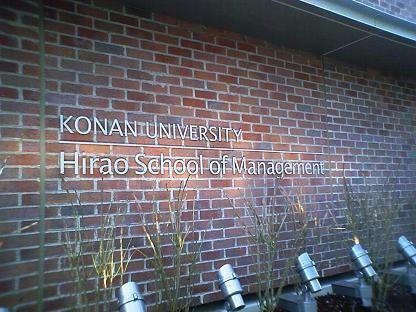 KONAN UNIVERSITY
Hirao School of Management